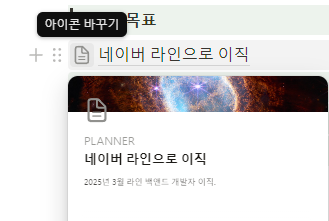 아이콘 바꾸기
목표
네이버 라인으로 이직
PLANNER
네이버 라인으로 이직
2025년 3월 라인 백앤드 개발자 이직.